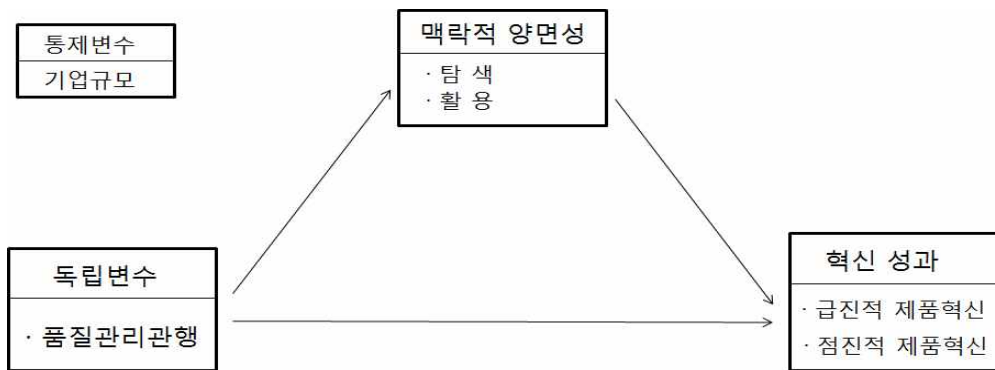 통제변수
기업규모
맥락적 양면성
· 탐 색
· 활 용
독립변수
· 품질관리관행
혁신 성과
· 급진적 제품혁신
· 점진적 제품혁신